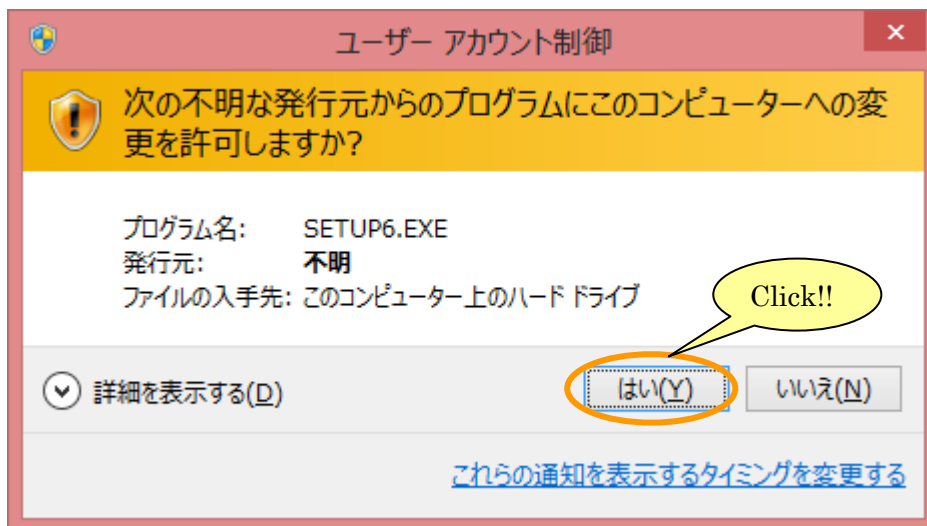 ユーザー アカウント制御
次の不明な発行元からのプログラムにこのコンピューターへの変
更を許可しますか?
プログラム名: SETUP6.EXE
発行元: 不明
ファイルの入手先: このコンピューター上のハード ドライブ
Click!!
詳細を表示する(D) はい(Y) いいえ(N)
これらの通知を表示するタイミングを変更する